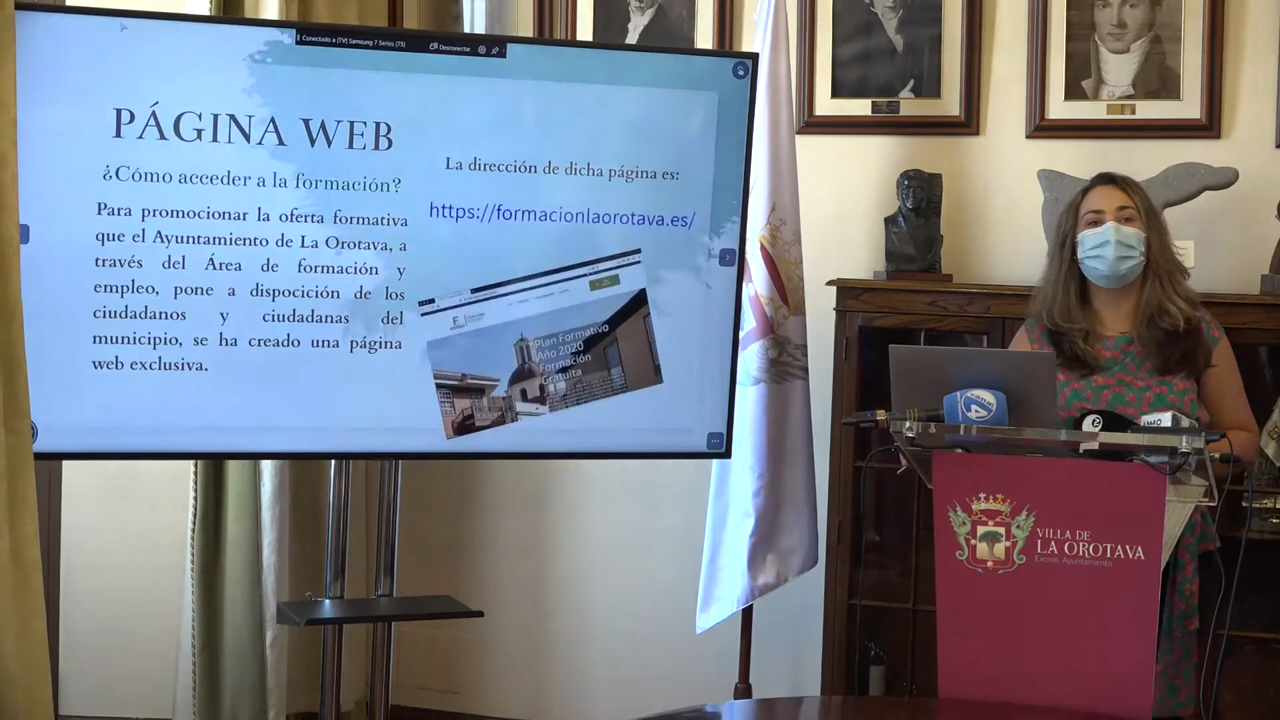 Conectado a [TV] Samsung 7 Series (75)
Desconectar
PÁGINA WEB
¿Cómo acceder a la formación?
Para promocionar la oferta formativa
que el Ayuntamiento de La Orotava, a
través del Área de formación y
empleo, pone a disposición de los
ciudadanos y ciudadanas del
municipio, se ha creado una página
web exclusiva.
La dirección de dicha página es:
https://formacionlaorotava.es/
Plan Formativo
Año 2020
Formación
Gratuita
canal
4
VILLA DE
LA OROTAVA
Excmo. Ayuntamiento